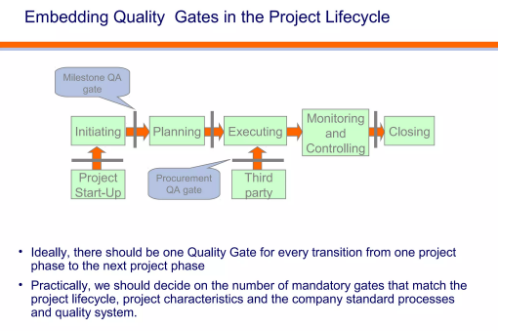 Embedding Quality Gates in the Project Lifecycle
Milestone QA
gate
Initiating
Planning
Executing
Monitoring
and
Controlling
Closing
Project
Start-Up
Procurement
QA gate
Third
party
• Ideally, there should be one Quality Gate for every transition from one project
phase to the next project phase
• Practically, we should decide on the number of mandatory gates that match the
project lifecycle, project characteristics and the company standard processes
and quality system.